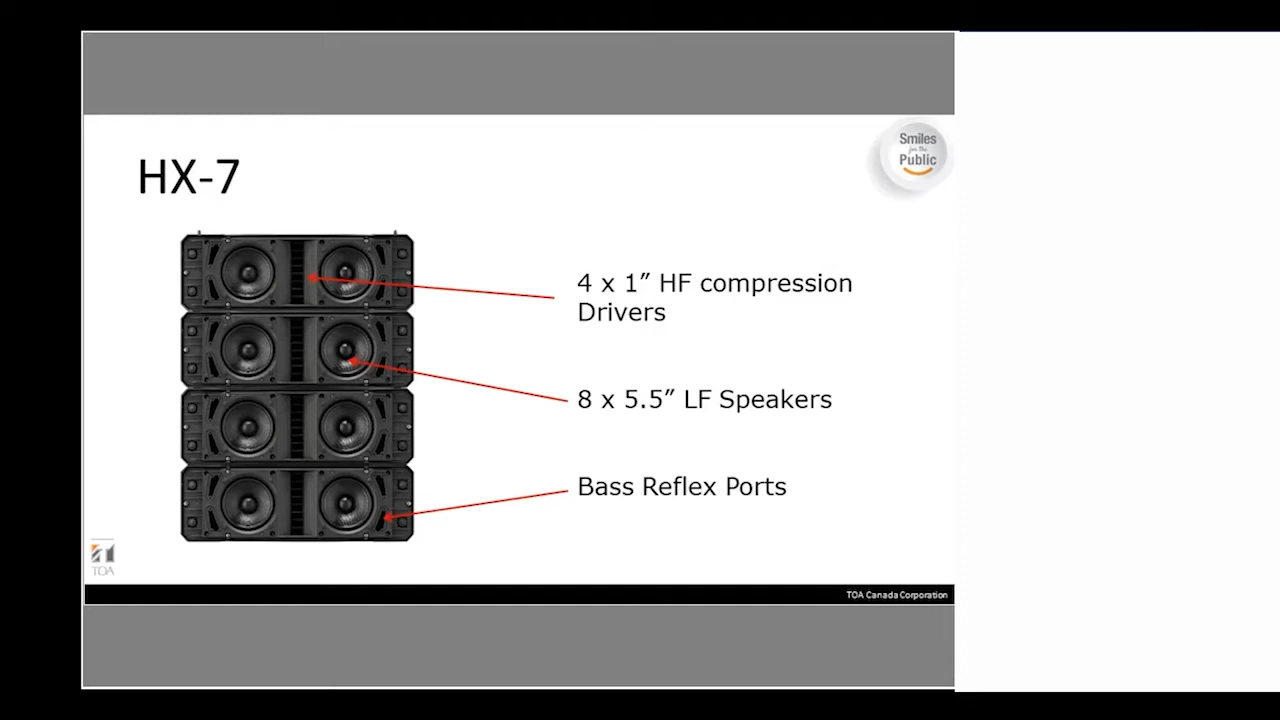 Smiles
for the
Public
HX-7
4 x 1” HF compression
Drivers
8 x 5.5” LF Speakers
Bass Reflex Ports
TOA
TOA Canada Corporation